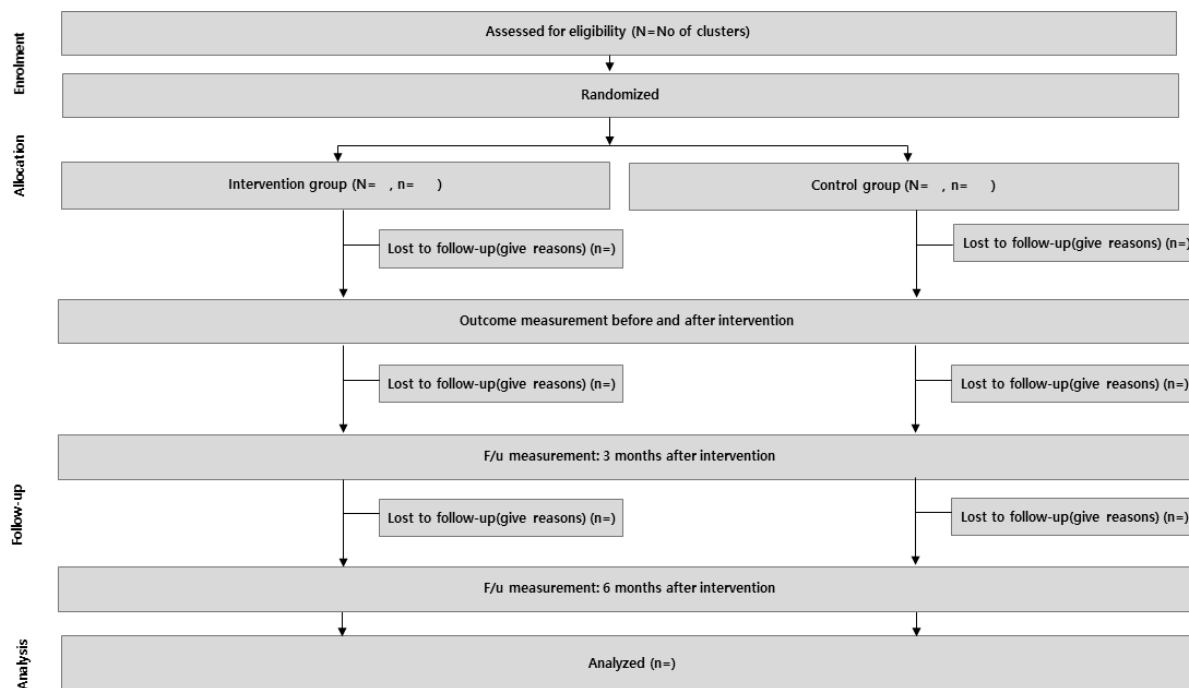 Enrolment
Assessed for eligibility (N=No of clusters)
Randomized
Allocation
Intervention group (N=   , n=     )
Control group (N=   , n=     )
Lost to follow-up(give reasons) (n=)
Lost to follow-up(give reasons) (n=)
Outcome measurement before and after intervention
Lost to follow-up(give reasons) (n=)
Lost to follow-up(give reasons) (n=)
F/u measurement: 3 months after intervention
Follow-up
Lost to follow-up(give reasons) (n=)
Lost to follow-up(give reasons) (n=)
F/u measurement: 6 months after intervention
Analysis
Analyzed (n=)